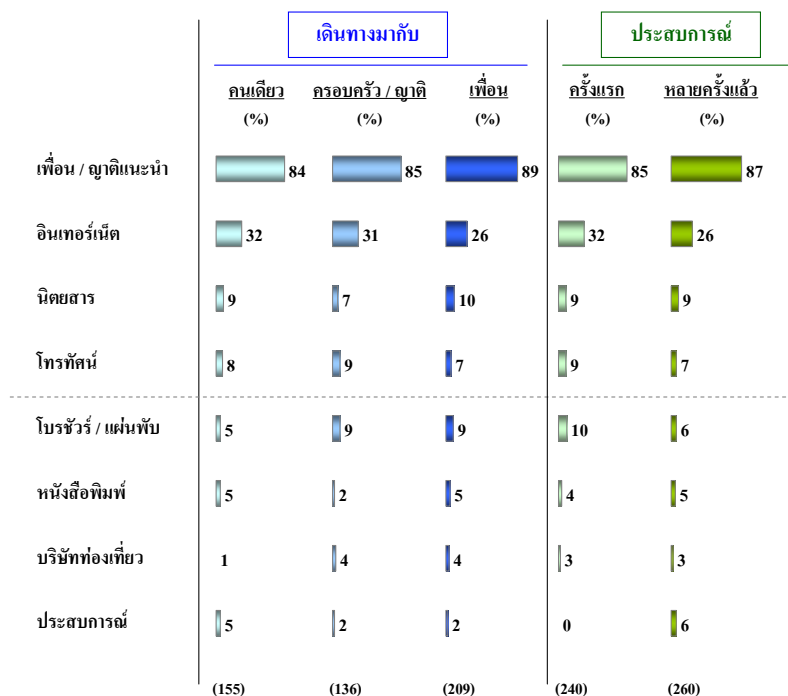 เดินทางมากับ ประสบการณ์
คนเดียว ครอบครัว / ญาติ เพื่อน ครั้งแรก หลายครั้งแล้ว
(%) (%) (%) (%) (%)
เพื่อน / ญาติแนะนำ 84 85 89 85 87
อินเทอร์เน็ต 32 31 26 32 26
นิตยสาร 9 7 10 9 9
โทรทัศน์ 8 9 7 9 7
โบรชัวร์ / แผ่นพับ 5 9 9 10 6
หนังสือพิมพ์ 5 2 5 4 5
บริษัทท่องเที่ยว 1 4 4 3 3
ประสบการณ์ 5 2 2 0 6
(155) (136) (209) (240) (260)